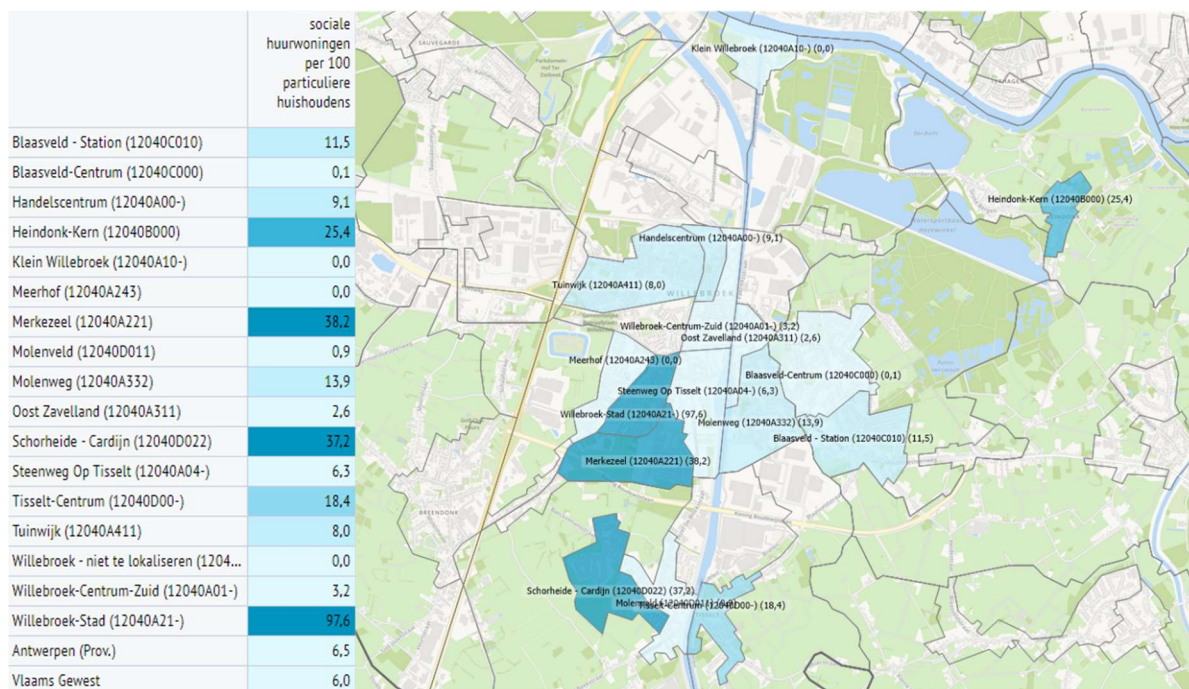 sociale
huurwoningen
per 100
particuliere
huishoudens
Blaasveld - Station (12040C010) 11,5
Blaasveld-Centrum (12040C000) 0,1
Handelscentrum (12040A00-) 9,1
Heindonk-Kern (12040B000) 25,4
Klein Willebroek (12040A10-) 0,0
Meerhof (12040A243) 0,0
Merkezeel (12040A221) 38,2
Molenveld (12040D011) 0,9
Molenweg (12040A332) 13,9
Oost Zavelland (12040A311) 2,6
Schorheide - Cardijn (12040D022) 37,2
Steenweg Op Tisselt (12040A04-) 6,3
Tisselt-Centrum (12040D00-) 18,4
Tuinwijk (12040A411) 8,0
Willebroek - niet te lokaliseren (1204... 0,0
Willebroek-Centrum-Zuid (12040A01-) 3,2
Willebroek-Stad (12040A21-) 97,6
Antwerpen (Prov.) 6,5
Vlaams Gewest 6,0
SAUVEGARDE
Klein Willebroek (12040A10-) (0,0)
Heindonk-Kern (12040B000) (25,4)
Handelscentrum (12040A00-) (9,1)
Tuinwijk (12040A411) (8,0)
WILLEBROEK
Willebroek-Centrum-Zuid (12040A01-) (3,2)
Oost Zavelland (12040A311) (2,6)
Meerhof (12040A243) (0,0)
Blaasveld-Centrum (12040C000) (0,1)
Steenweg Op Tisselt (12040A04-) (6,3)
Willebroek-Stad (12040A21-) (97,6)
Molenweg (12040A332) (13,9)
Blaasveld - Station (12040C010) (11,5)
Merkezeel (12040A221) (38,2)
BREENDONK
Schorheide - Cardijn (12040D022) (37,2)
Tisselt-Centrum (12040D00-) (18,4)